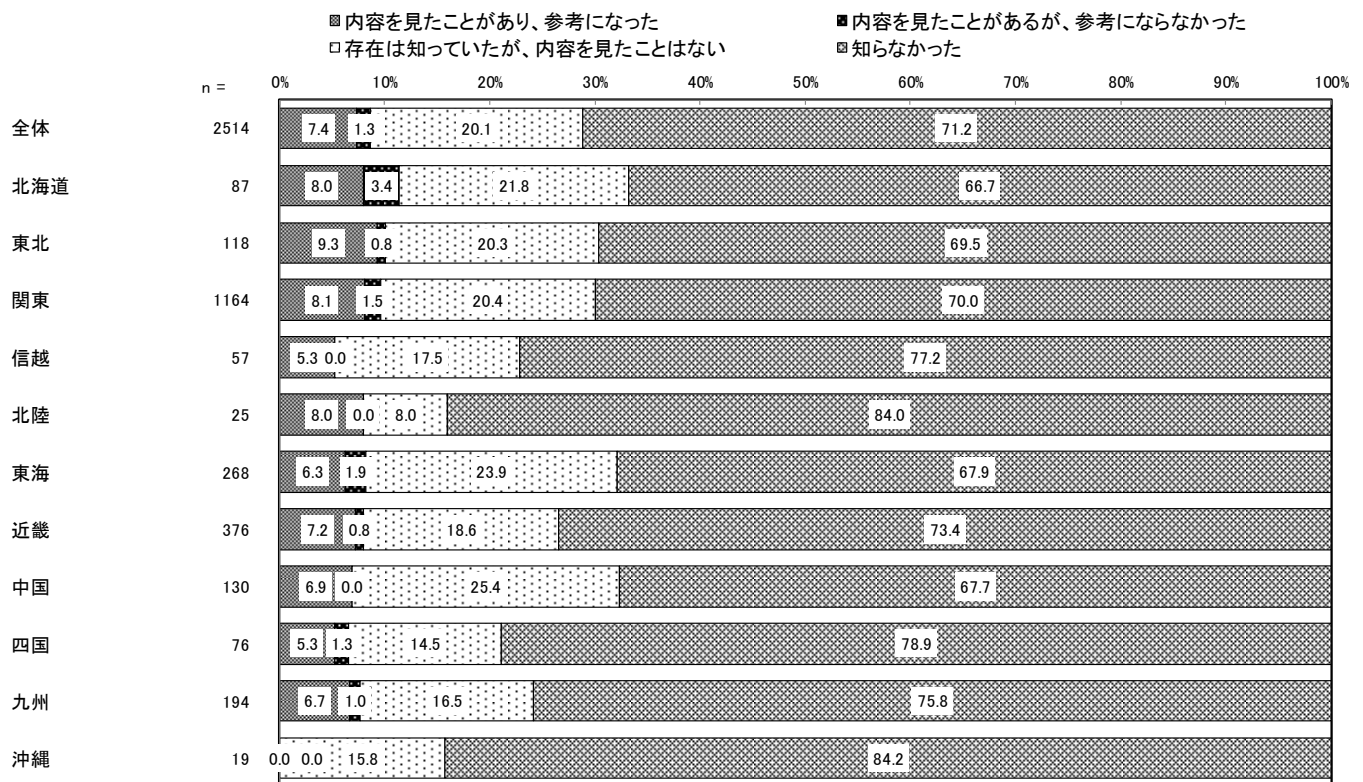 内容を見たことがあり、参考になった 内容を見たことがあるが、参考にならなかった
存在は知っていたが、内容を見たことはない 知らなかった
n = 0% 10% 20% 30% 40% 50% 60% 70% 80% 90% 100%
全体 2514 7.4 1.3 20.1 71.2
北海道 87 8.0 3.4 21.8 66.7
東北 118 9.3 0.8 20.3 69.5
関東 1164 8.1 1.5 20.4 70.0
信越 57 5.3 0.0 17.5 77.2
北陸 25 8.0 0.0 8.0 84.0
東海 268 6.3 1.9 23.9 67.9
近畿 376 7.2 0.8 18.6 73.4
中国 130 6.9 0.0 25.4 67.7
四国 76 5.3 1.3 14.5 78.9
九州 194 6.7 1.0 16.5 75.8
沖縄 19 0.0 0.0 15.8 84.2